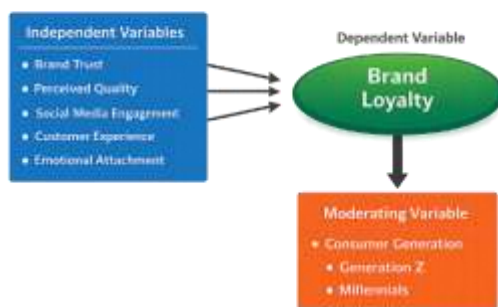 Independent Variables
• Brand Trust
• Perceived Quality
• Social Media Engagement
• Customer Experience
• Emotional Attachment
Dependent Variable
Brand
Loyalty
Moderating Variable
• Consumer Generation
• Generation Z
• Millennials